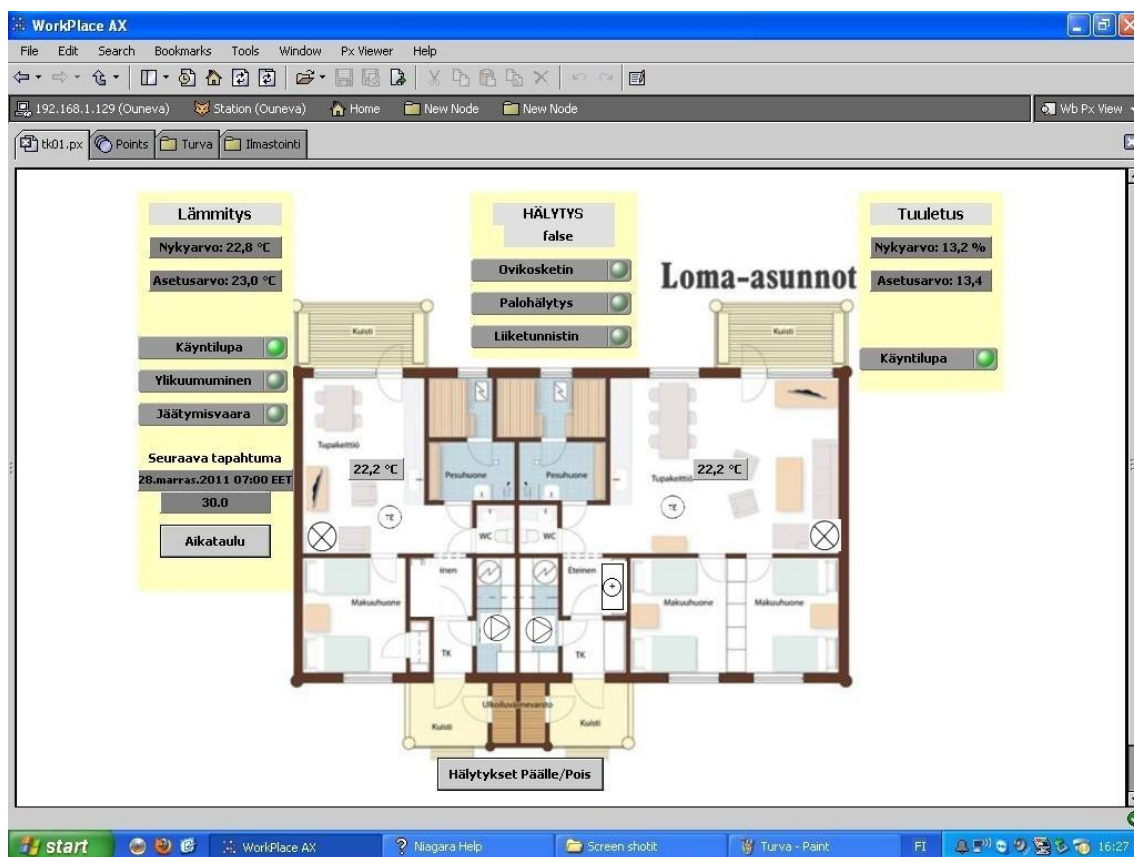 WorkPlace AX
File Edit Search Bookmarks Tools Window Px Viewer Help
192.168.1.129 (Ouneva) Station (Ouneva) Home New Node New Node Wb Px View
tk01.px Points Turva Ilmastointi
Lämmitys
Nykyarvo: 22,8 °C
Asetusarvo: 23,0 °C
Käyntilupa
Ylikuumuminen
Jäätymisvaara
Seuraava tapahtuma
28.marras.2011 07:00 EET
30.0
Aikataulu
HÄLYTYS
false
Ovikosketin
Palohälytys
Liiketunnistin
Loma-asunnot
Tuuletus
Nykyarvo: 13,2 %
Asetusarvo: 13,4
Käyntilupa
Kuisti Kuisti
Tupakeittiö
22,2 °C Pesuhuone Pesuhuone Tupakeittiö 22,2 °C
TE TE
WC WC
inen Eteinen
Makuuhuone Makuuhuone Makuuhuone
TK TK
Ulkoiluvälinevarasto
Kuisti Kuisti
Hälytykset Päälle/Pois
start WorkPlace AX Niagara Help Screen shotit Turva - Paint FI 16:27